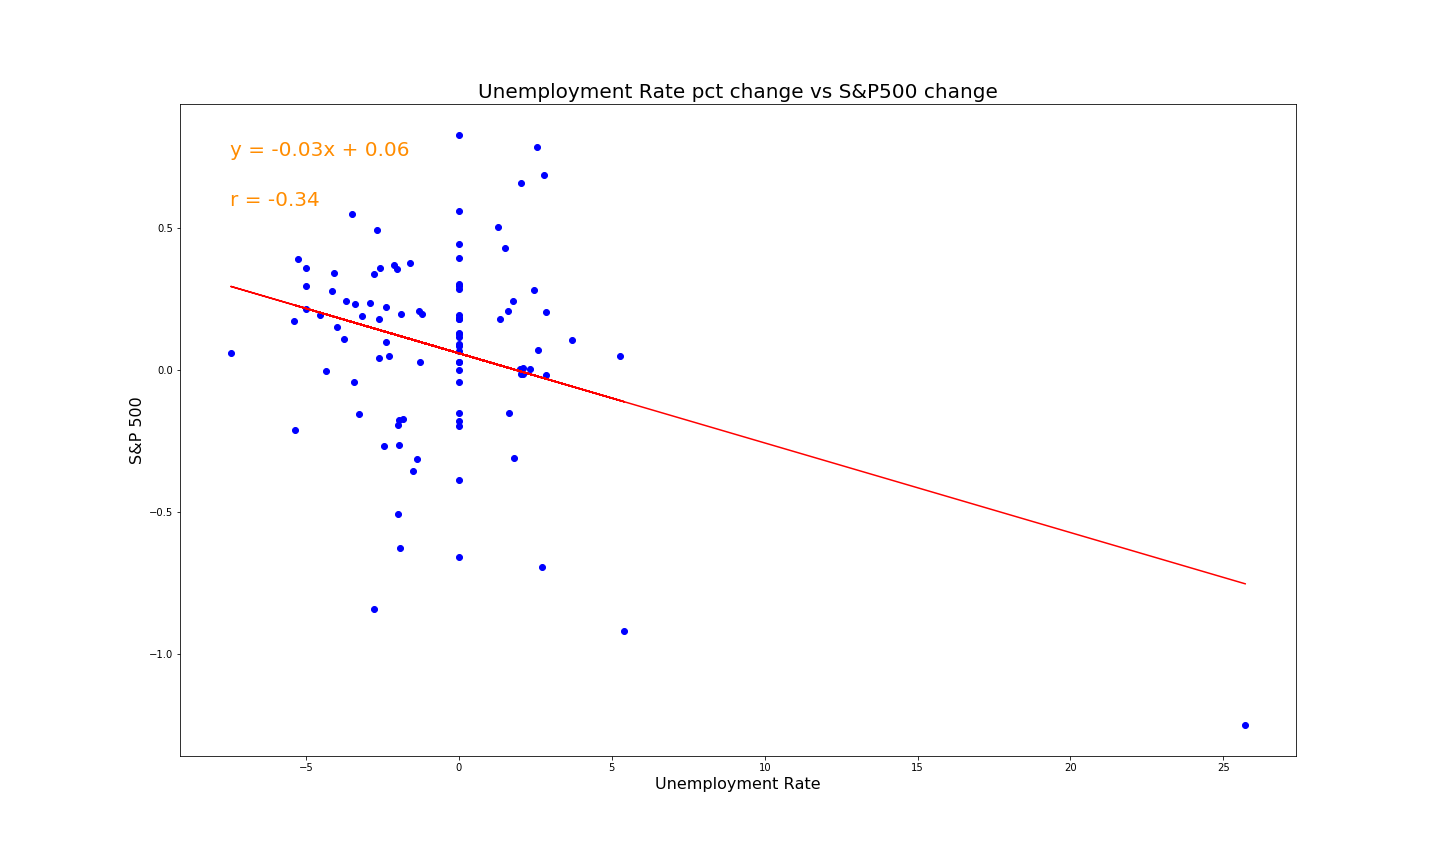 Unemployment Rate pct change vs S&P500 change
y = -0.03x + 0.06
r = -0.34
0.5
0.0
−0.5
−1.0
S&P 500
−5
0
5
10
15
20
25
Unemployment Rate